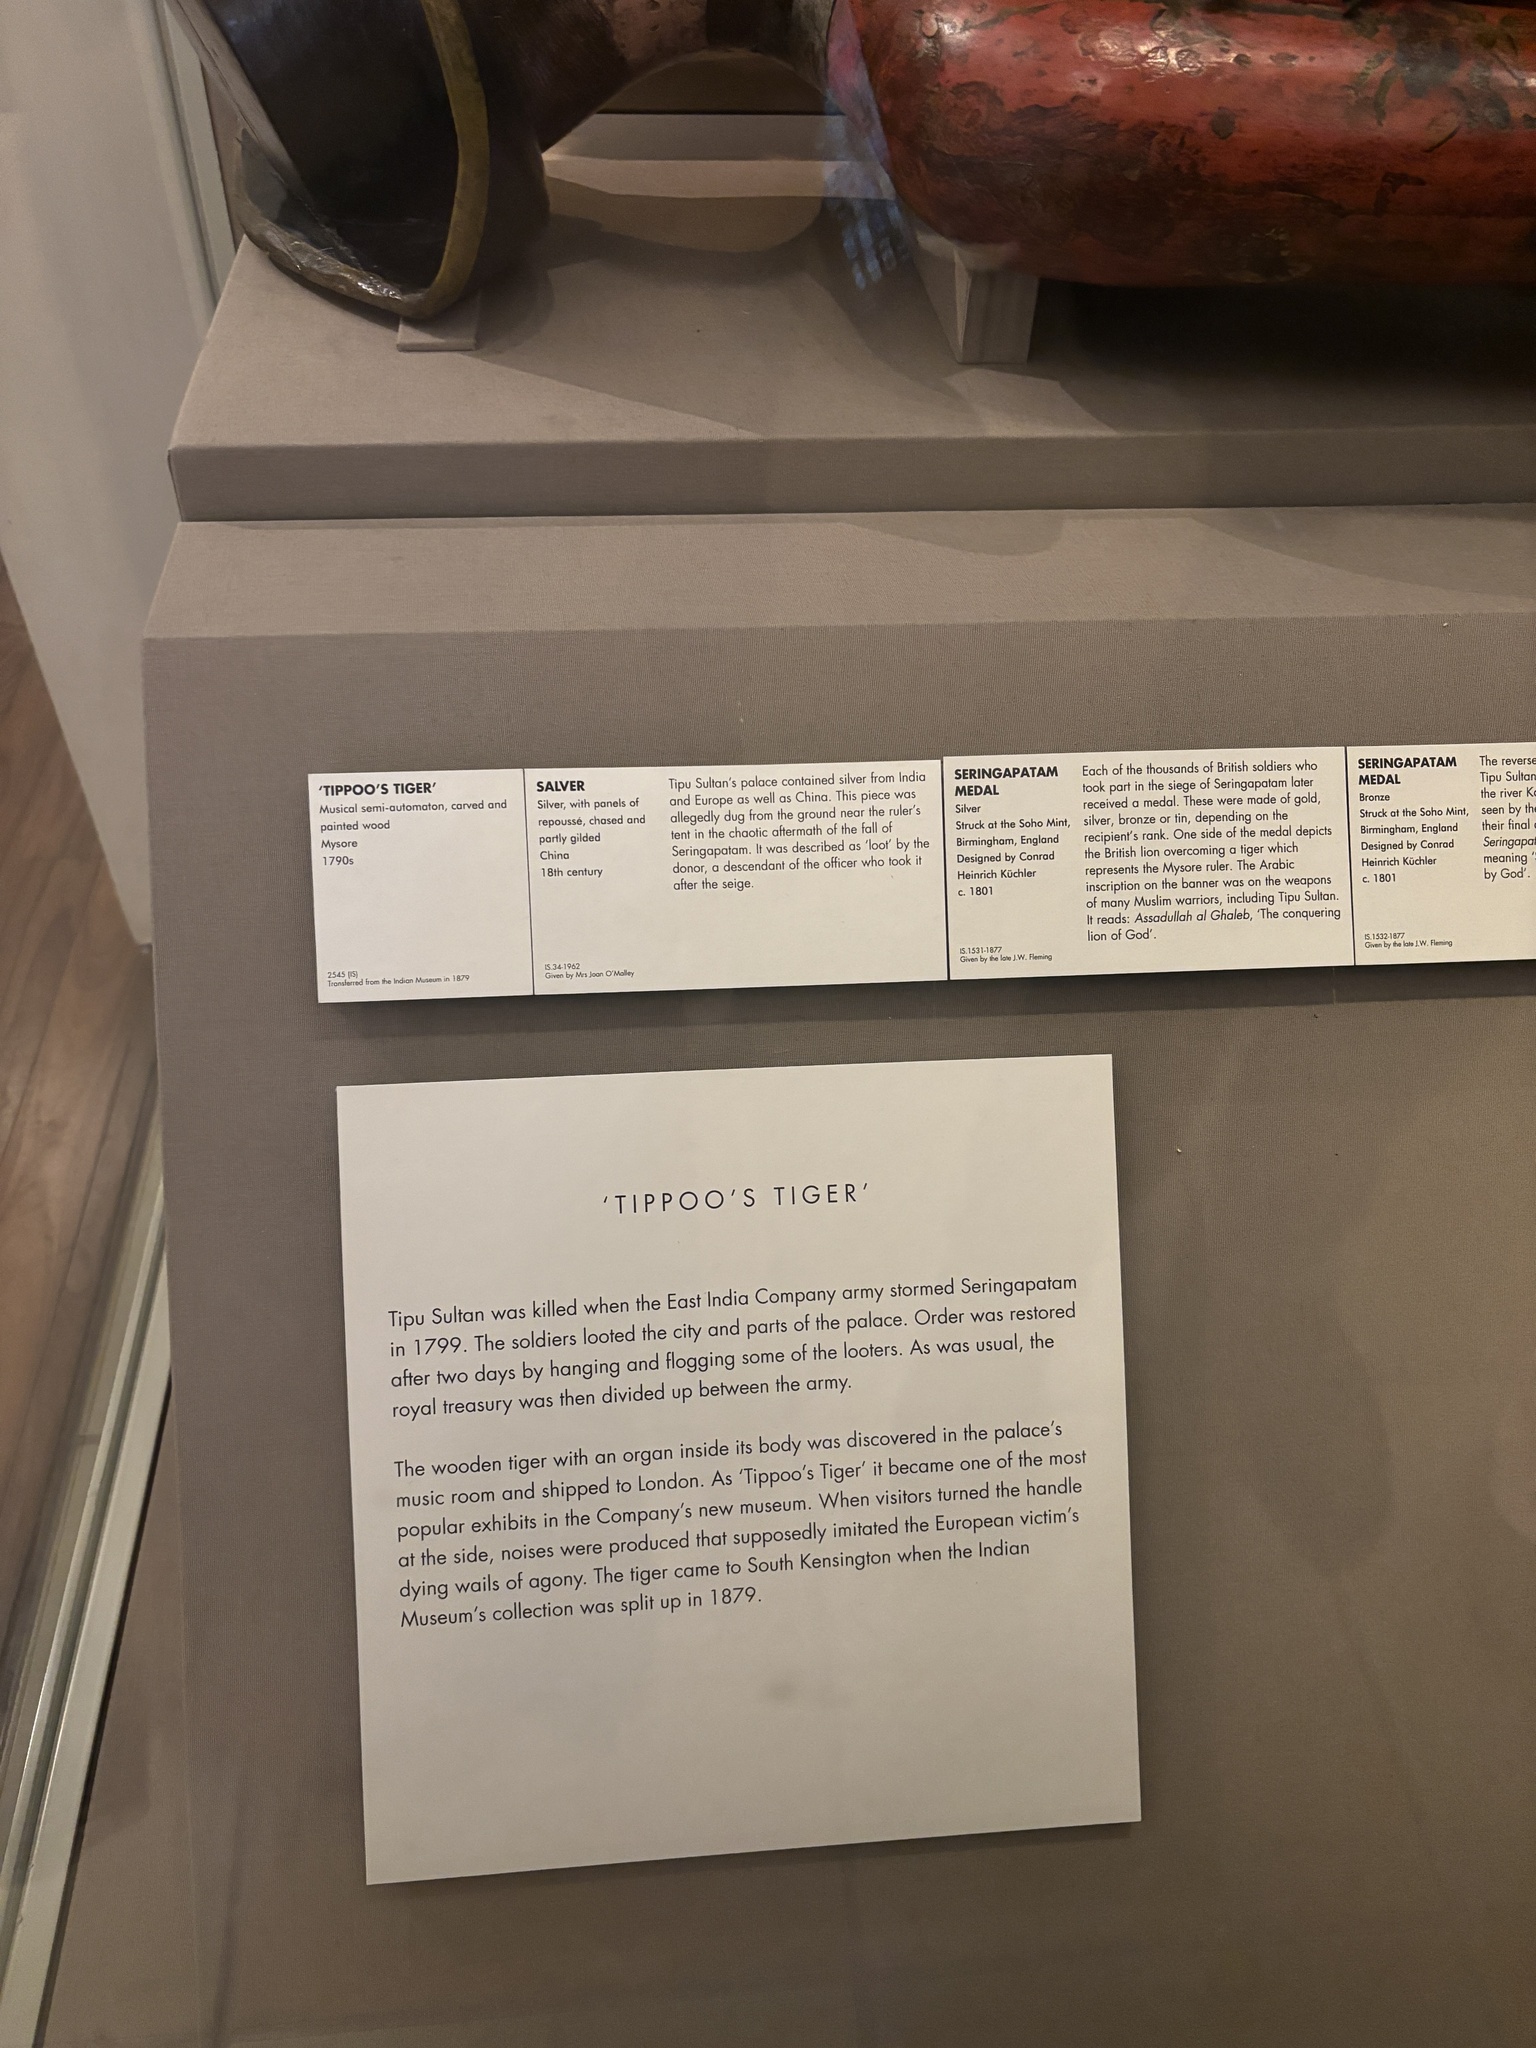 'TIPPOO'S TIGER'
Musical semi-automaton, carved and
painted wood
Mysore
1790s
2545 (IS)
Transferred from the Indian Museum in 1879
SALVER
Silver, with panels of
repoussé, chased and
partly gilded
China
18th century
IS.34-1962
Given by Mrs Joan O'Malley
Tipu Sultan's palace contained silver from India
and Europe as well as China. This piece was
allegedly dug from the ground near the ruler's
tent in the chaotic aftermath of the fall of
Seringapatam. It was described as 'loot' by the
donor, a descendant of the officer who took it
after the seige.
SERINGAPATAM
MEDAL
Silver
Struck at the Soho Mint,
Birmingham, England
Designed by Conrad
Heinrich Küchler
c. 1801
IS.1531-1877
Given by the late J.W. Fleming
Each of the thousands of British soldiers who
took part in the siege of Seringapatam later
received a medal. These were made of gold,
silver, bronze or tin, depending on the
recipient's rank. One side of the medal depicts
the British lion overcoming a tiger which
represents the Mysore ruler. The Arabic
inscription on the banner was on the weapons
of many Muslim warriors, including Tipu Sultan.
It reads: Assadullah al Ghaleb, 'The conquering
lion of God'.
SERINGAPATAM
MEDAL
Bronze
Struck at the Soho Mint,
Birmingham, England
Designed by Conrad
Heinrich Küchler
c. 1801
IS.1532-1877
Given by the late J.W. Fleming
The reverse
Tipu Sultan
the river
seen by the
their final
meaning
by God'.
'TIPPOO'S TIGER'
Tipu Sultan was killed when the East India Company army stormed Seringapatam
in 1799. The soldiers looted the city and parts of the palace. Order was restored
after two days by hanging and flogging some of the looters. As was usual, the
royal treasury was then divided up between the army.
The wooden tiger with an organ inside its body was discovered in the palace's
music room and shipped to London. As 'Tippoo's Tiger' it became one of the most
popular exhibits in the Company's new museum. When visitors turned the handle
at the side, noises were produced that supposedly imitated the European victim's
dying wails of agony. The tiger came to South Kensington when the Indian
Museum's collection was split up in 1879.